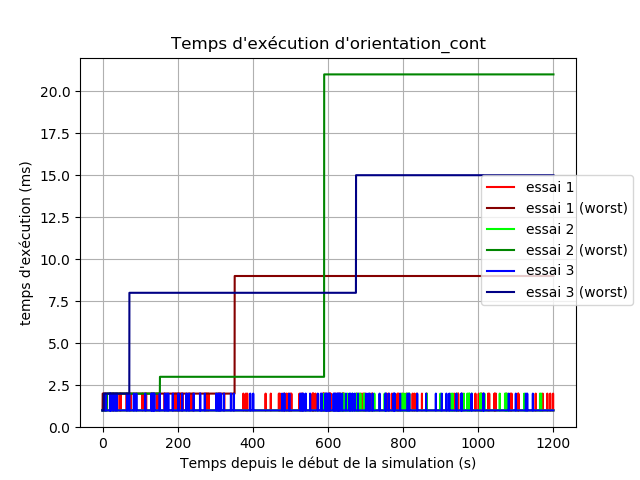 Temps d'exécution d'orientation_cont
temps d'exécution (ms)
20.0
17.5
15.0
12.5
10.0
7.5
5.0
2.5
0.0
essai 1
essai 1 (worst)
essai 2
essai 2 (worst)
essai 3
essai 3 (worst)
0 200 400 600 800 1000 1200
Temps depuis le début de la simulation (s)